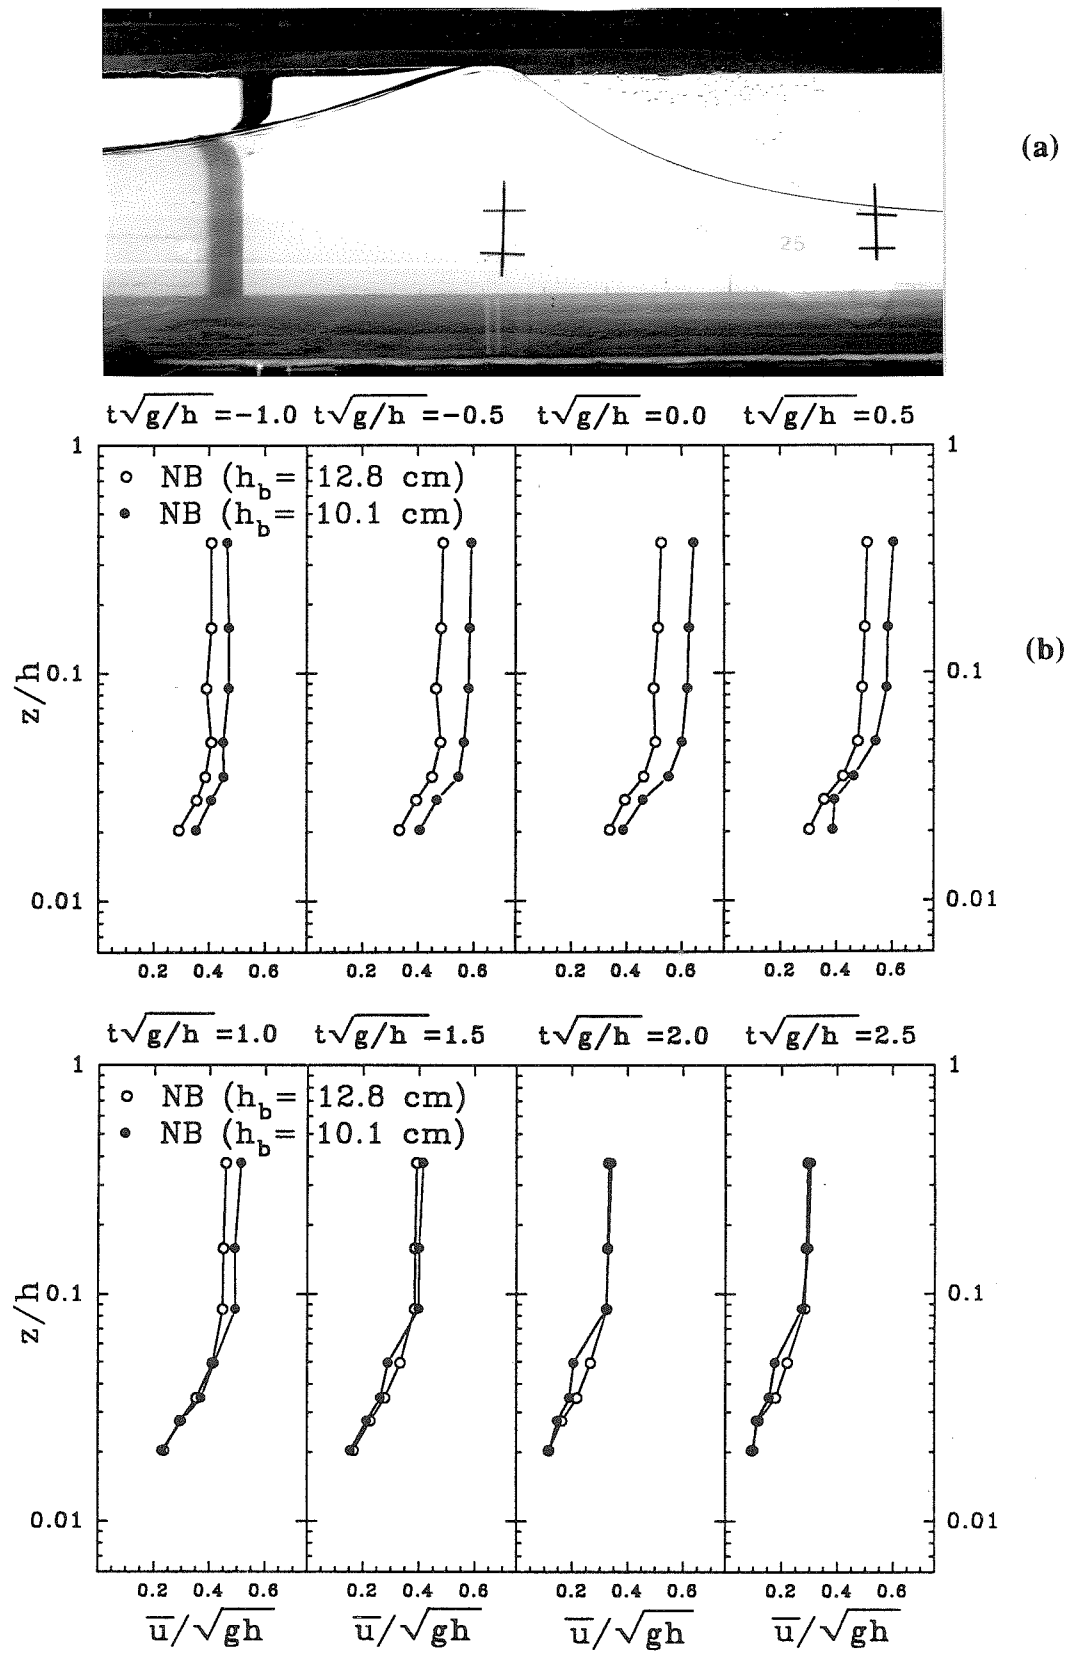 (a)
25
t√g/h =-1.0 t√g/h =-0.5 t√g/h =0.0 t√g/h =0.5
1 1
○ NB (h_b= 12.8 cm)
● NB (h_b= 10.1 cm)
(b)
0.1 0.1
z/h
0.01 0.01
0.2 0.4 0.6 0.2 0.4 0.6 0.2 0.4 0.6 0.2 0.4 0.6
t√g/h =1.0 t√g/h =1.5 t√g/h =2.0 t√g/h =2.5
1 1
○ NB (h_b= 12.8 cm)
● NB (h_b= 10.1 cm)
0.1 0.1
z/h
0.01 0.01
0.2 0.4 0.6 0.2 0.4 0.6 0.2 0.4 0.6 0.2 0.4 0.6
u̅/√gh u̅/√gh u̅/√gh u̅/√gh